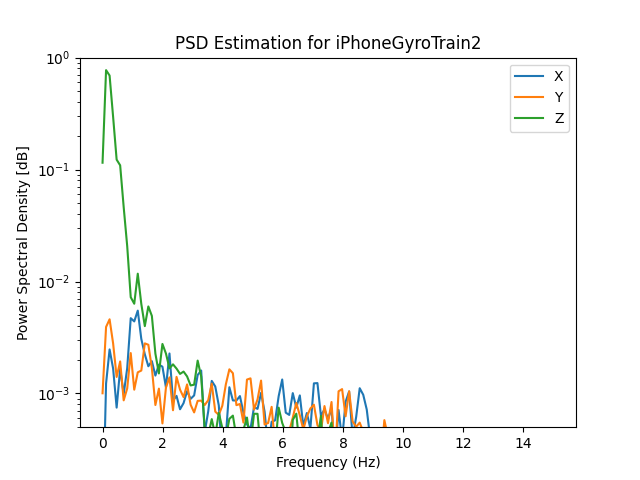 PSD Estimation for iPhoneGyroTrain2
X
Y
Z
Power Spectral Density [dB]
10⁰
10⁻¹
10⁻²
10⁻³
0 2 4 6 8 10 12 14
Frequency (Hz)